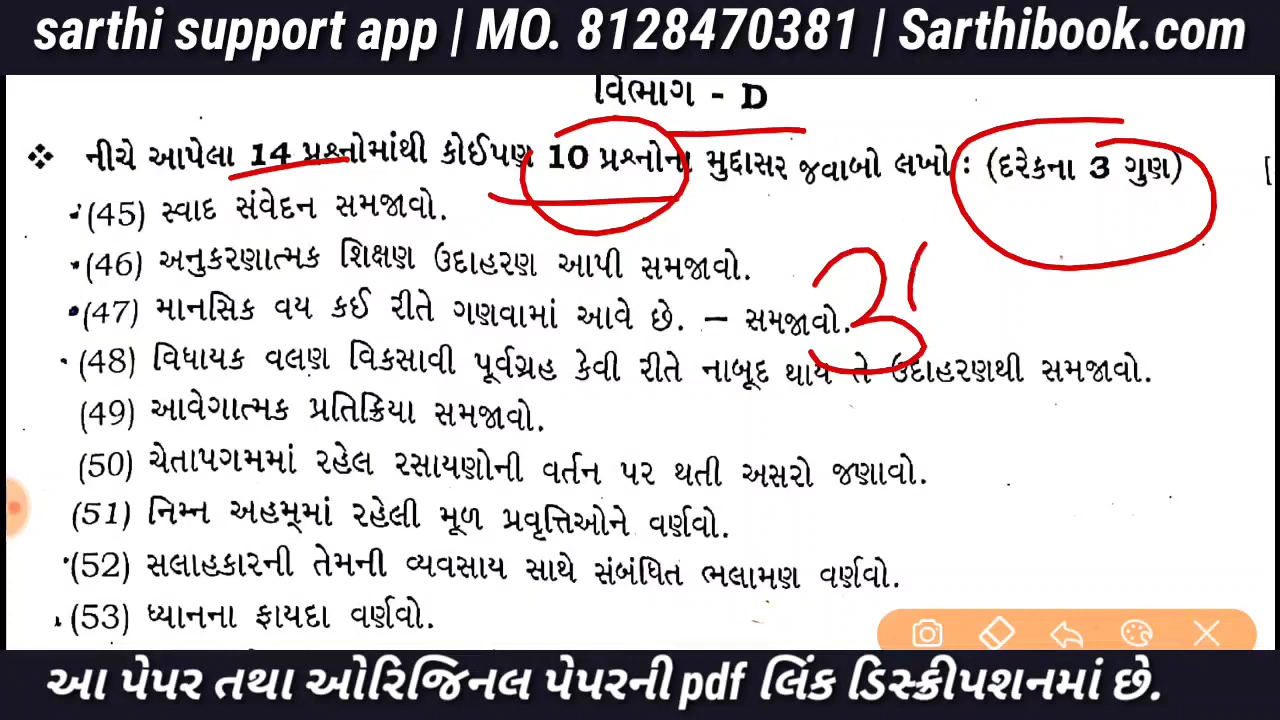 sarthi support app | MO. 8128470381 | Sarthibook.com
વિભાગ - D
❖ નીચે આપેલા 14 પ્રશ્નોમાંથી કોઈપણ 10 પ્રશ્નોના મુદ્દાસર જવાબો લખો : (દરેકના 3 ગુણ) [
(45) સ્વાદ સંવેદન સમજાવો.
(46) અનુકરણાત્મક શિક્ષણ ઉદાહરણ આપી સમજાવો.
(47) માનસિક વય કઈ રીતે ગણવામાં આવે છે. – સમજાવો.
(48) વિધાયક વલણ વિકસાવી પૂર્વગ્રહ કેવી રીતે નાબૂદ થાય તે ઉદાહરણથી સમજાવો.
(49) આવેગાત્મક પ્રતિક્રિયા સમજાવો.
(50) ચેતાપગમમાં રહેલ રસાયણોની વર્તન પર થતી અસરો જણાવો.
(51) નિમ્ન અહમ્‌માં રહેલી મૂળ પ્રવૃત્તિઓને વર્ણવો.
(52) સલાહકારની તેમની વ્યવસાય સાથે સંબંધિત ભલામણ વર્ણવો.
(53) ધ્યાનના ફાયદા વર્ણવો.
આ પેપર તથા ઓરિજિનલ પેપરની pdf લિંક ડિસ્ક્રીપશનમાં છે.